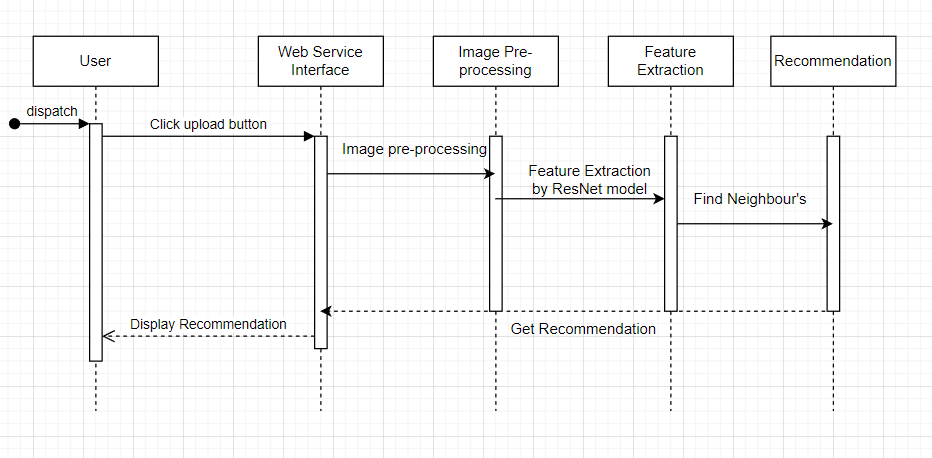 User
Web Service
Interface
Image Pre-
processing
Feature
Extraction
Recommendation
dispatch
Click upload button
Image pre-processing
Feature Extraction
by ResNet model
Find Neighbour's
Display Recommendation
Get Recommendation